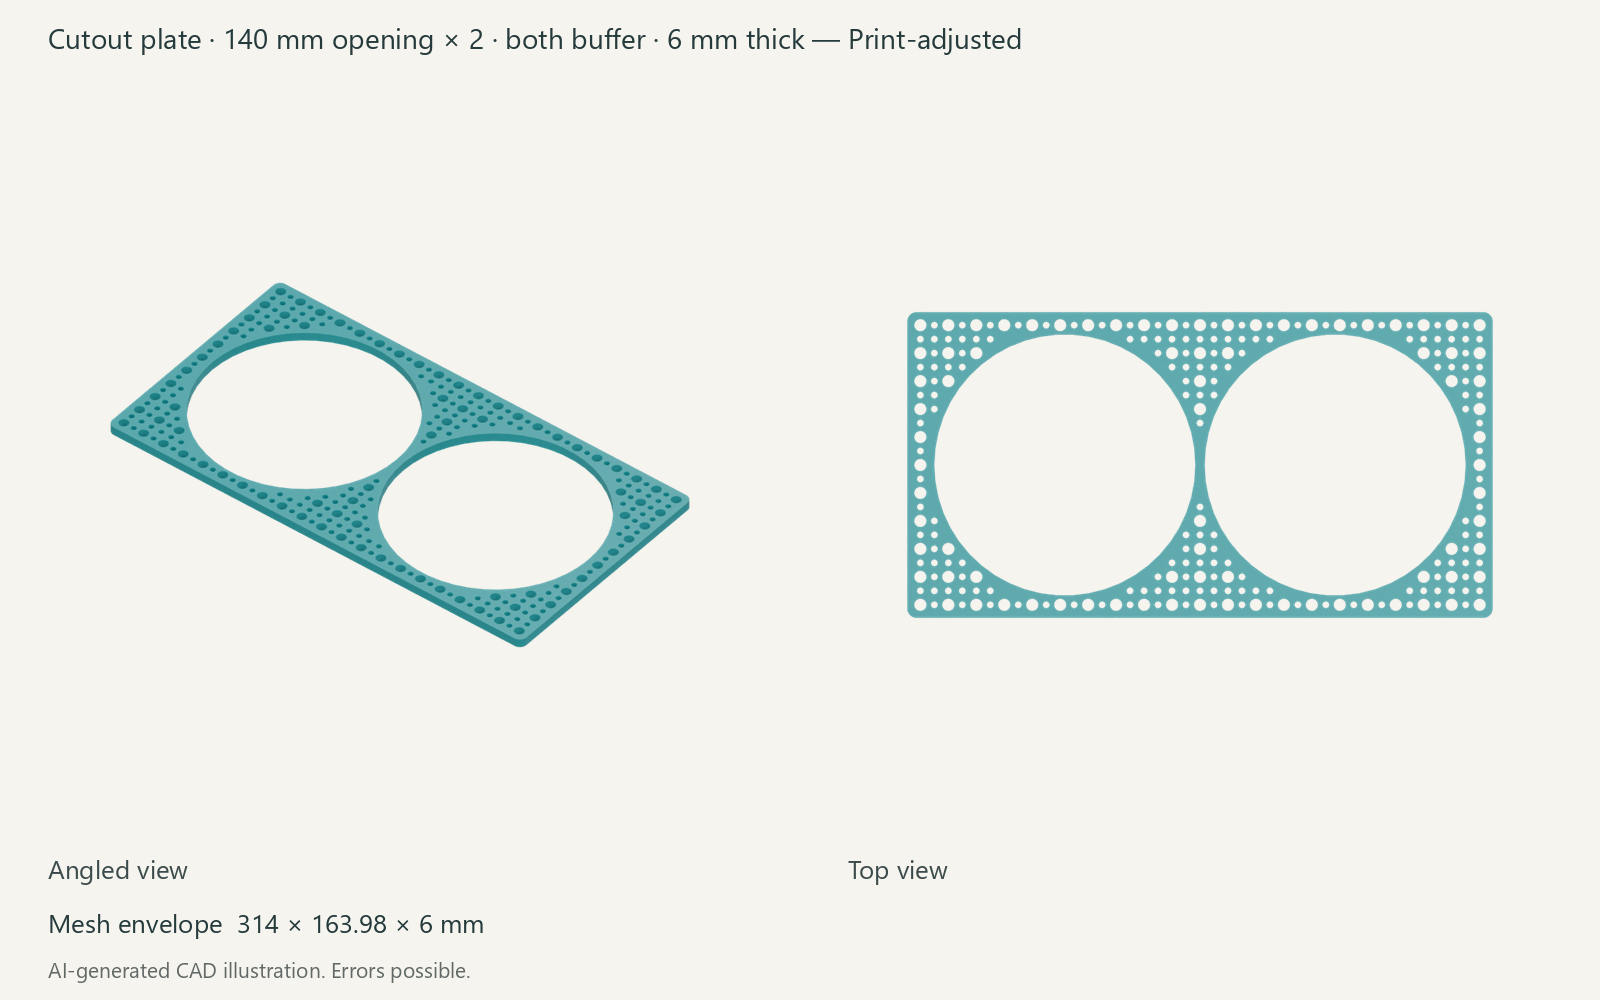 Cutout plate · 140 mm opening × 2 · both buffer · 6 mm thick — Print-adjusted
Angled view
Top view
Mesh envelope  314 × 163.98 × 6 mm
AI-generated CAD illustration. Errors possible.